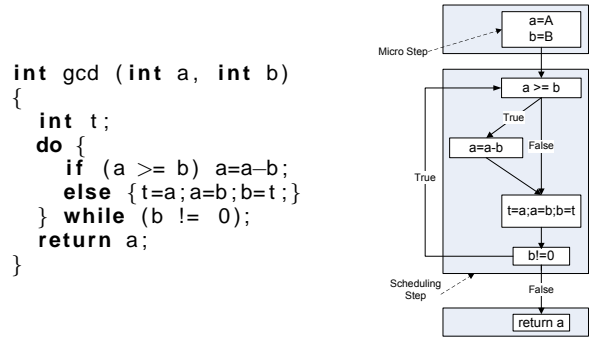 int gcd (int a, int b)
{
int t;
do {
if (a >= b) a=a–b;
else {t=a;a=b;b=t;}
} while (b != 0);
return a;
}
a=A
b=B
Micro Step
a >= b
True
a=a-b
False
True
t=a;a=b;b=t
b!=0
Scheduling
Step
False
return a